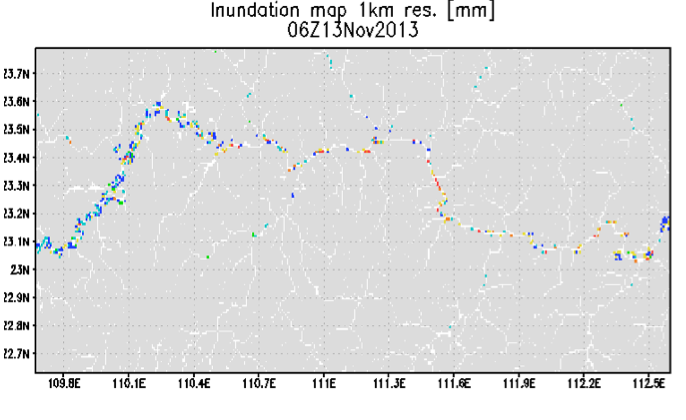 Inundation map 1km res. [mm]
06Z13Nov2013
23.7N
23.6N
23.5N
23.4N
23.3N
23.2N
23.1N
23N
22.9N
22.8N
22.7N
109.8E 110.1E 110.4E 110.7E 111E 111.3E 111.6E 111.9E 112.2E 112.5E